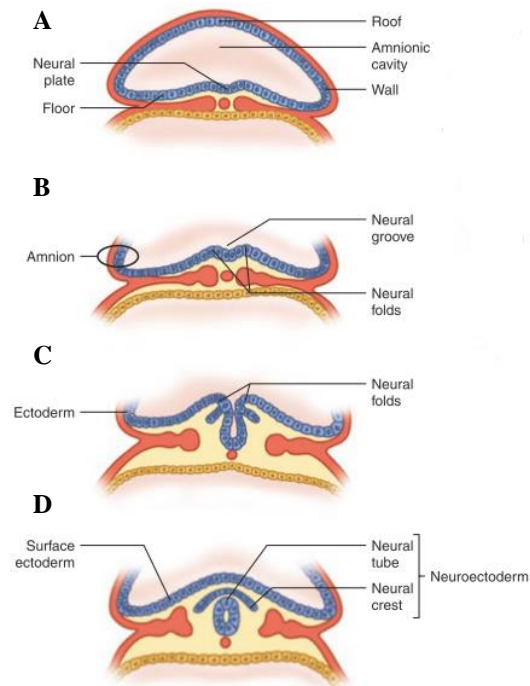 A
Roof
Amnionic
cavity
Neural
plate
Wall
Floor
B
Neural
groove
Amnion
Neural
folds
C
Neural
folds
Ectoderm
D
Surface
ectoderm
Neural
tube
Neuroectoderm
Neural
crest